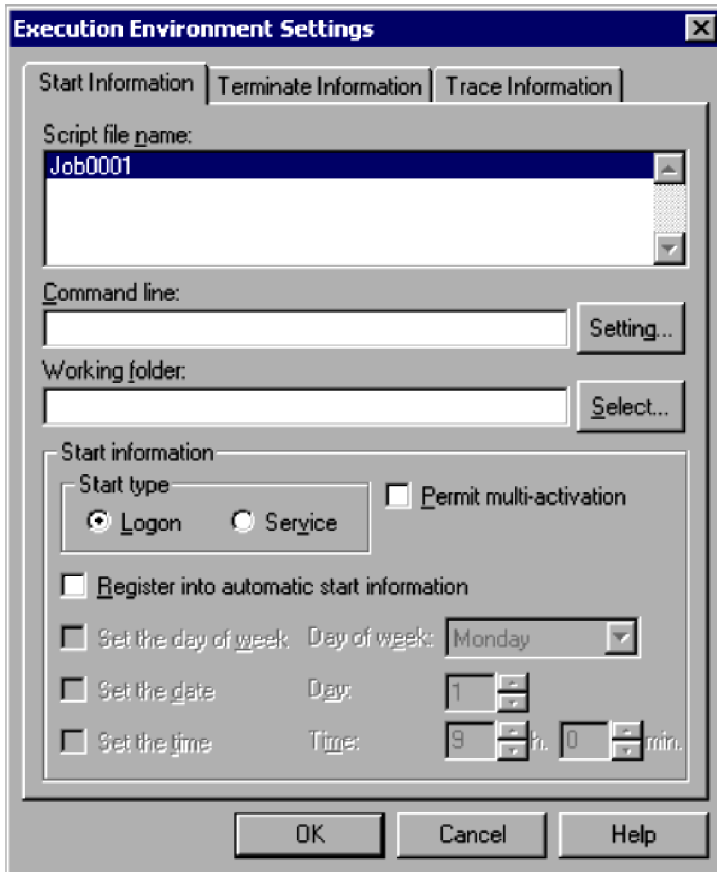 Execution Environment Settings
Start Information Terminate Information Trace Information
Script file name:
Job0001
Command line:
Setting...
Working folder:
Select...
Start information
Start type
Logon Service Permit multi-activation
Register into automatic start information
Set the day of week Day of week: Monday
Set the date Day: 1
Set the time Time: 9 h. 0 min.
OK Cancel Help